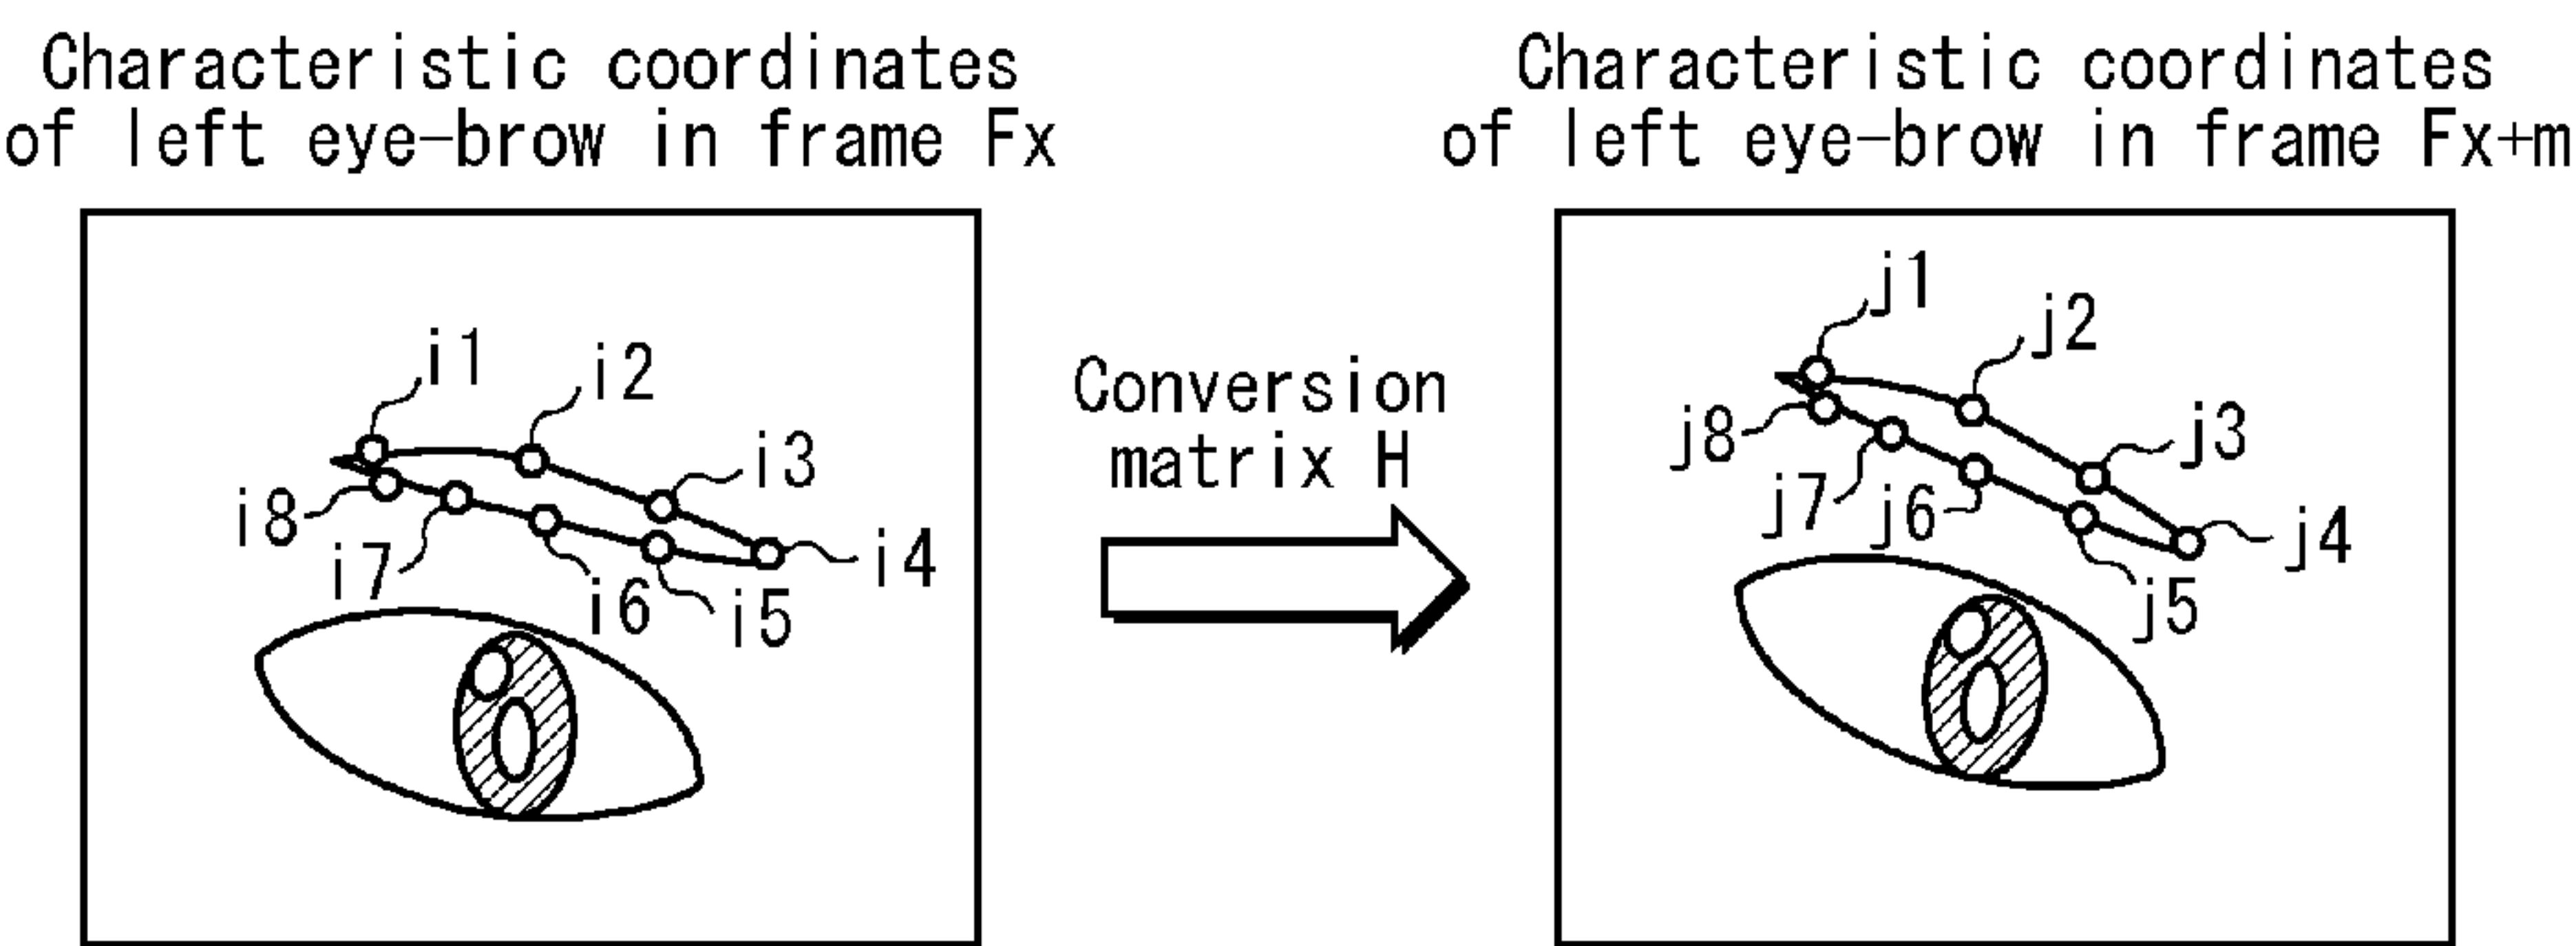 Characteristic coordinates
of left eye-brow in frame Fx
i1
i2
i3
i4
i5
i6
i7
i8
Conversion
matrix H
Characteristic coordinates
of left eye-brow in frame Fx+m
j1
j2
j3
j4
j5
j6
j7
j8